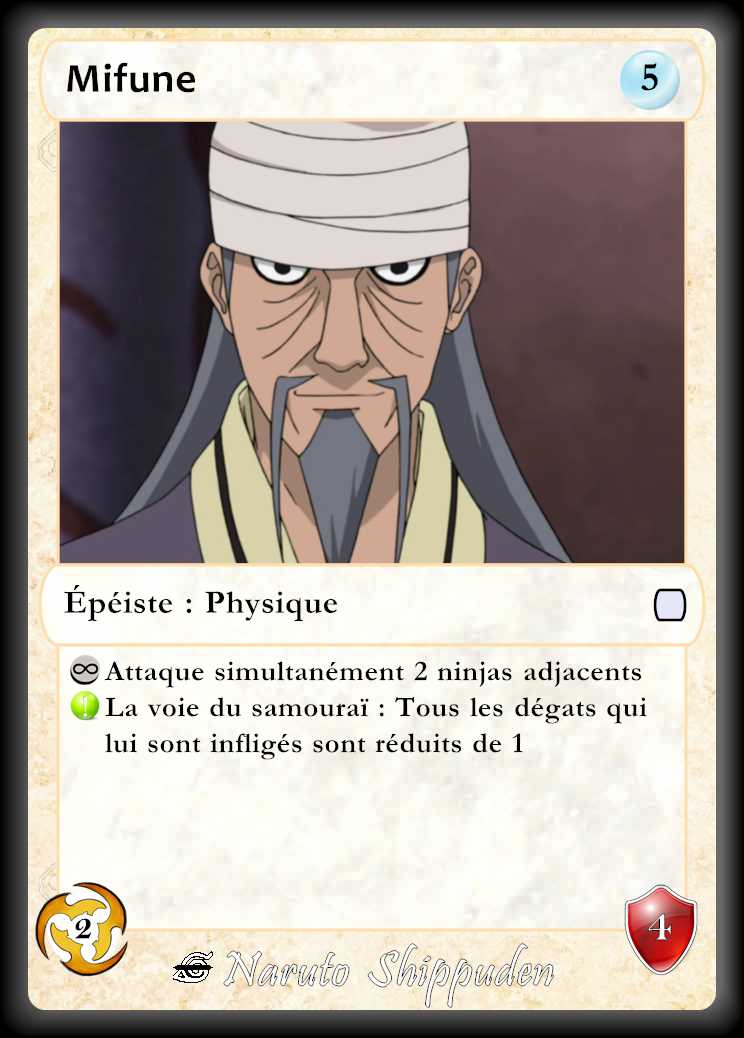 Mifune
5
Épéiste : Physique
∞ Attaque simultanément 2 ninjas adjacents
! La voie du samouraï : Tous les dégats qui
lui sont infligés sont réduits de 1
2
4
Naruto Shippuden